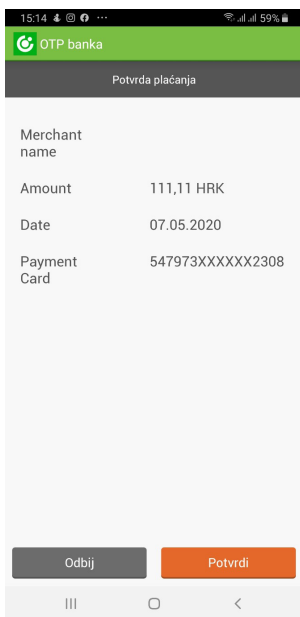 15:14 59%
OTP banka
Potvrda plaćanja
Merchant
name
Amount 111,11 HRK
Date 07.05.2020
Payment 547973XXXXXX2308
Card
Odbij Potvrdi